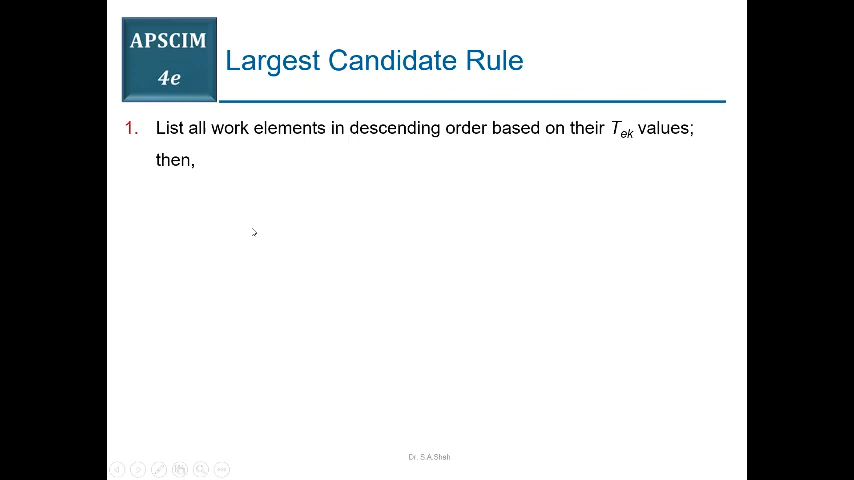 APSCIM
4e
Largest Candidate Rule
1. List all work elements in descending order based on their Tek values;
then,
Dr. S.A.Shah